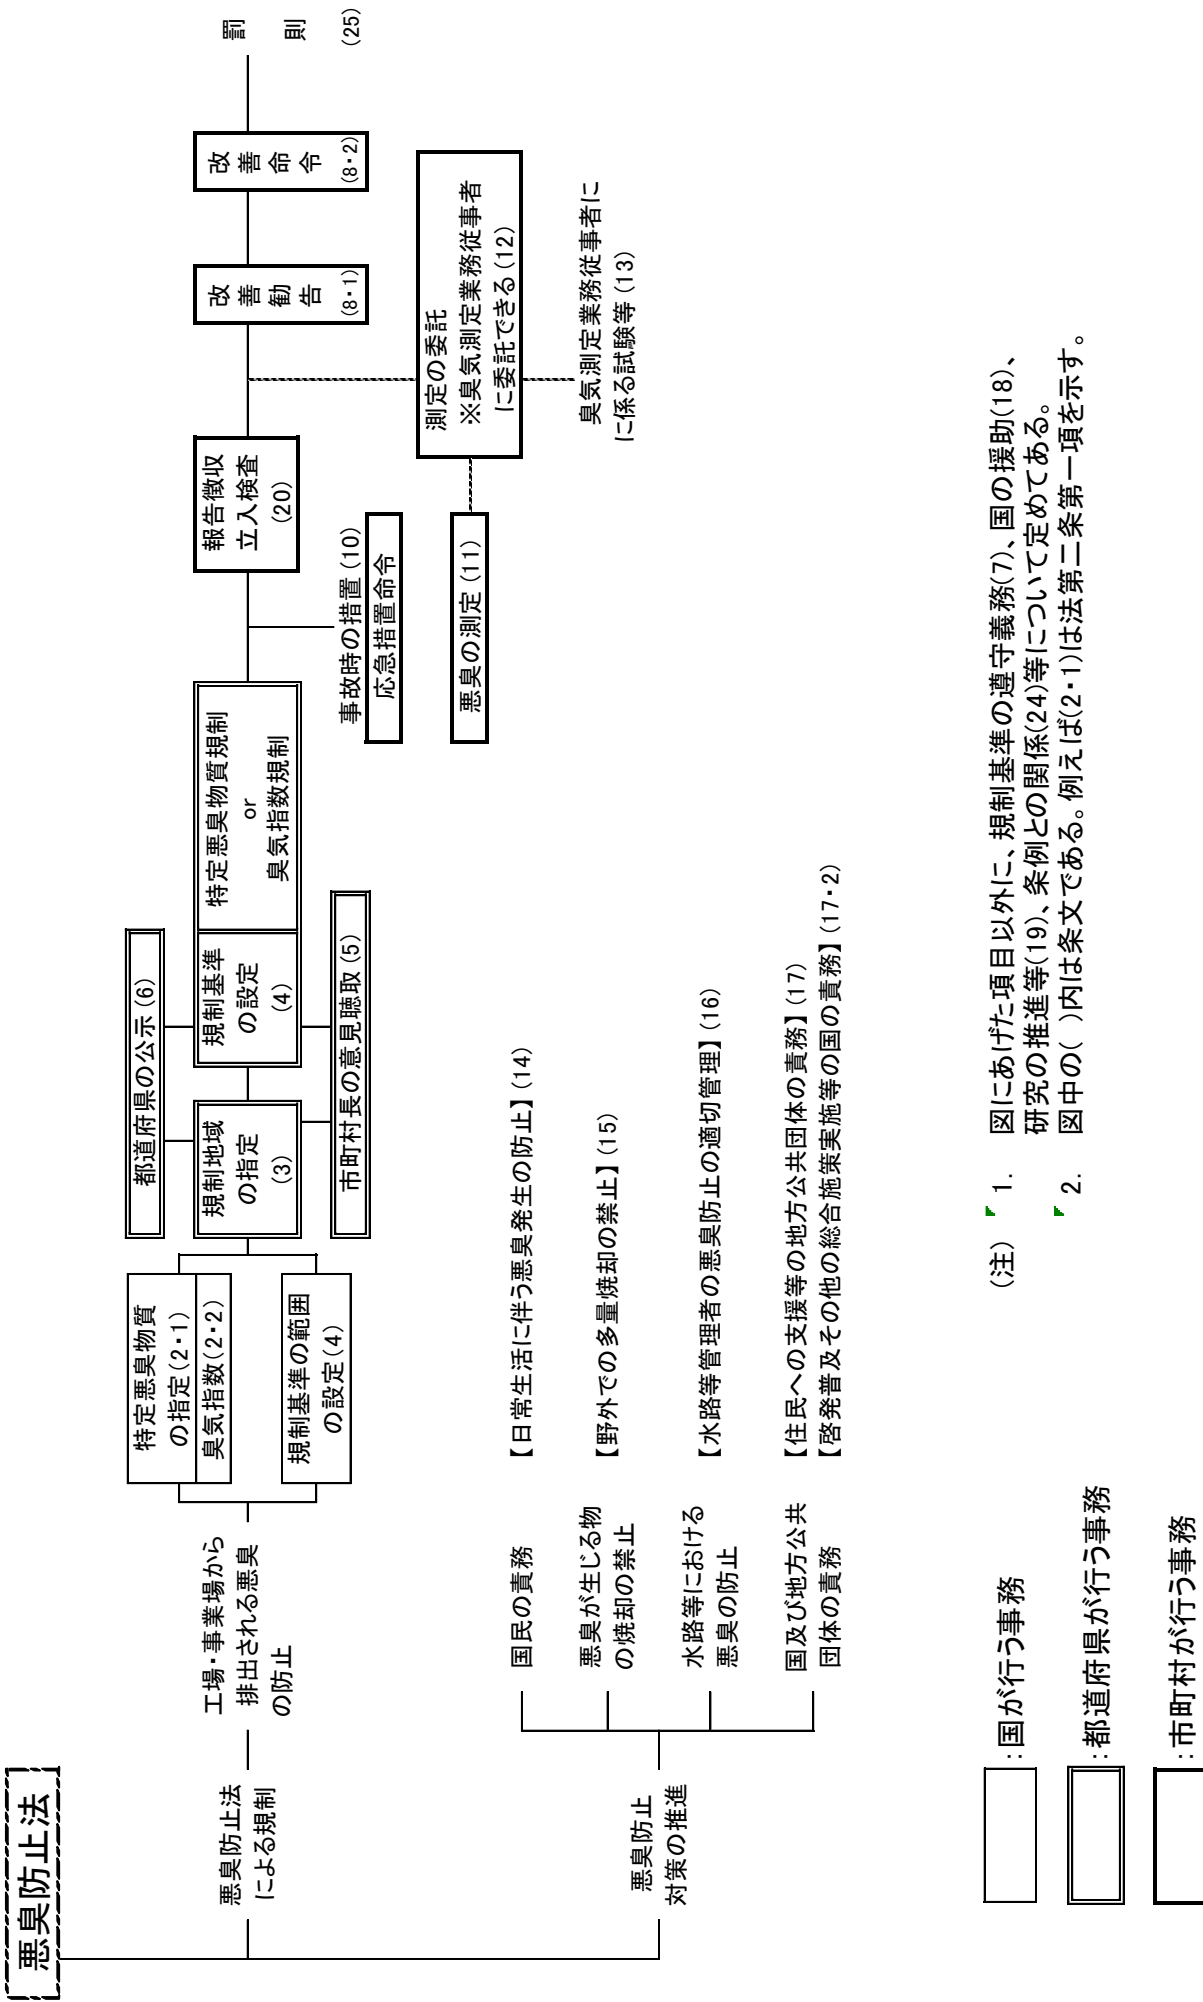 悪臭防止法
悪臭防止法
による規制
工場・事業場から
排出される悪臭
の防止
特定悪臭物質
の指定(2・1)
臭気指数(2・2)
規制基準の範囲
の設定(4)
都道府県の公示(6)
規制地域
の指定
(3)
市町村長の意見聴取(5)
規制基準
の設定
(4)
特定悪臭物質規制
or
臭気指数規制
事故時の措置(10)
応急措置命令
報告徴収
立入検査
(20)
悪臭の測定(11)
測定の委託
※臭気測定業務従事者
に委託できる(12)
臭気測定業務従事者に
に係る試験等(13)
改善勧告
(8・1)
改善命令
(8・2)
罰則
(25)
悪臭防止
対策の推進
国民の責務
【日常生活に伴う悪臭発生の防止】(14)
悪臭が生じる物
の焼却の禁止
【野外での多量焼却の禁止】(15)
水路等における
悪臭の防止
【水路等管理者の悪臭防止の適切管理】(16)
国及び地方公共
団体の責務
【住民への支援等の地方公共団体の責務】(17)
【啓発普及その他の総合施策実施等の国の責務】(17・2)
:国が行う事務
:都道府県が行う事務
:市町村が行う事務
(注) 1. 図にあげた項目以外に、規制基準の遵守義務(7)、国の援助(18)、
研究の推進等(19)、条例との関係(24)等について定めてある。
2. 図中の( )内は条文である。例えば(2・1)は法第二条第一項を示す。